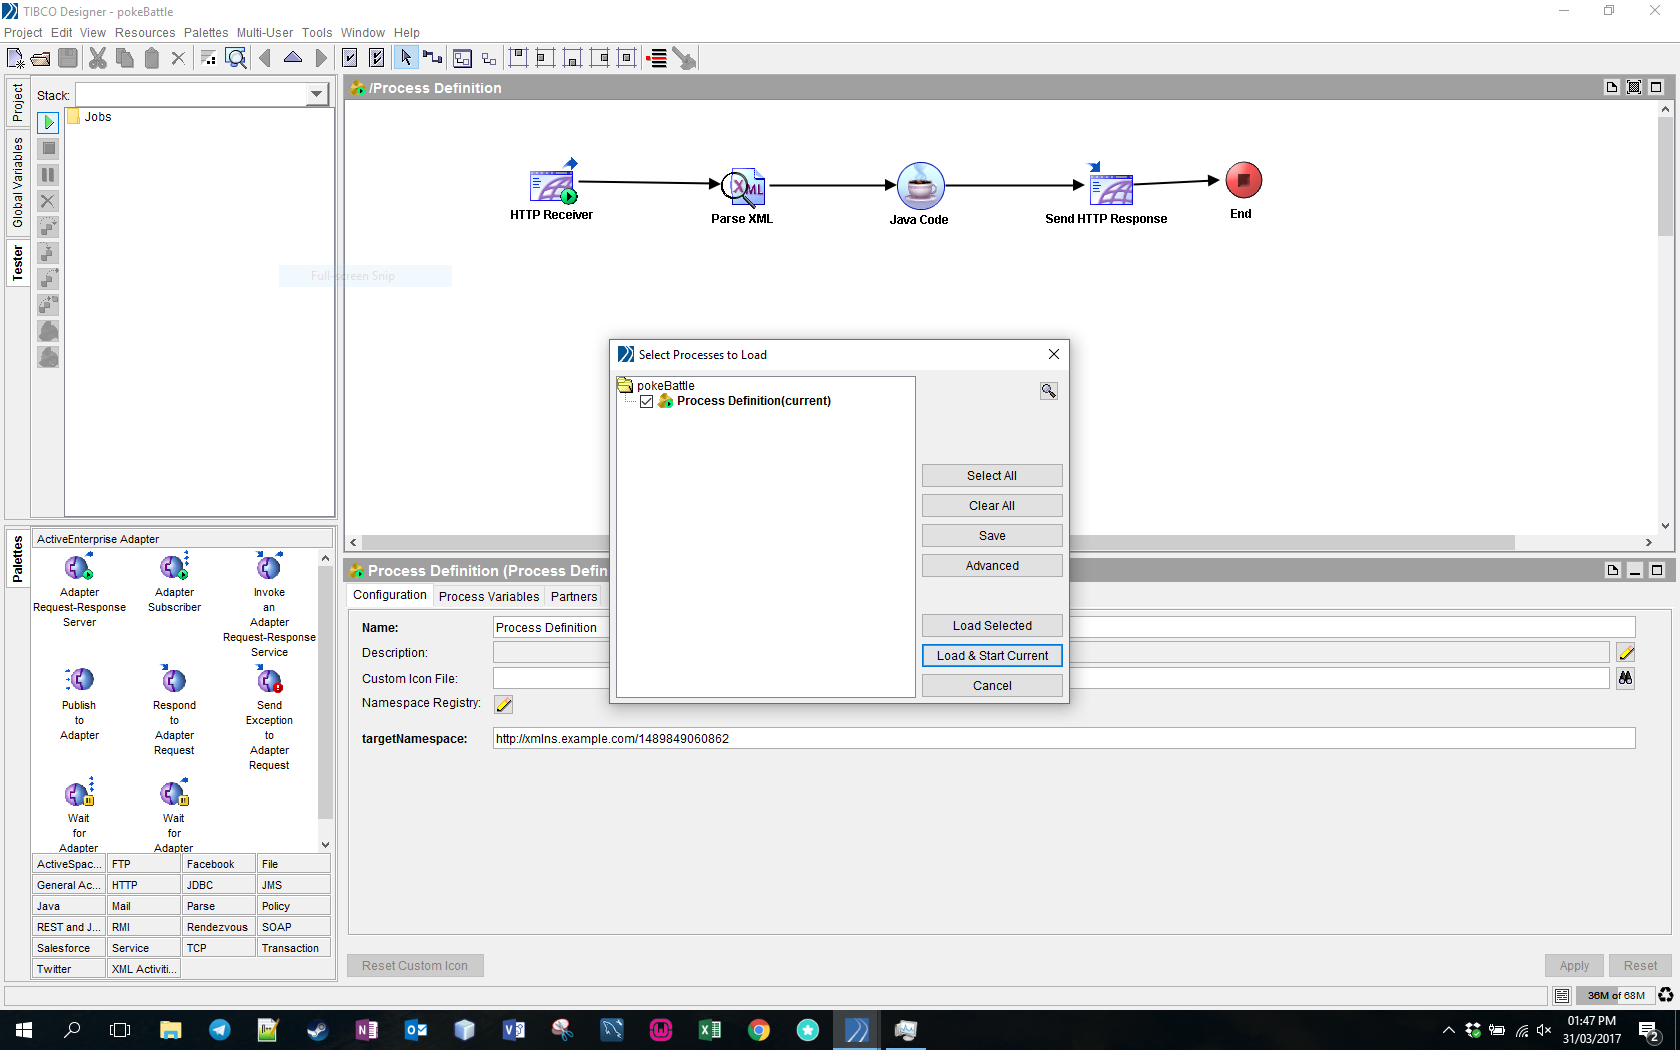 TIBCO Designer - pokeBattle
Project Edit View Resources Palettes Multi-User Tools Window Help
Project
Global Variables
Tester
Stack:
Jobs
Full-screen Snip
/Process Definition
HTTP Receiver
Parse XML
Java Code
Send HTTP Response
End
Select Processes to Load
pokeBattle
Process Definition(current)
Select All
Clear All
Save
Advanced
Load Selected
Load & Start Current
Cancel
Palettes
ActiveEnterprise Adapter
Adapter
Request-Response
Server
Adapter
Subscriber
Invoke
an
Adapter
Request-Response
Service
Publish
to
Adapter
Respond
to
Adapter
Request
Send
Exception
to
Adapter
Request
Wait
for
Adapter
Wait
for
Adapter
ActiveSpac... FTP Facebook File
General Ac... HTTP JDBC JMS
Java Mail Parse Policy
REST and J... RMI Rendezvous SOAP
Salesforce Service TCP Transaction
Twitter XML Activiti...
Process Definition (Process Defin
Configuration Process Variables Partners
Name: Process Definition
Description:
Custom Icon File:
Namespace Registry:
targetNamespace: http://xmlns.example.com/1489849060862
Reset Custom Icon
Apply Reset
36M of 68M
01:47 PM
31/03/2017
2